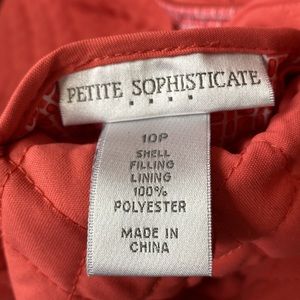 PETITE SOPHISTICATE
10P
SHELL
FILLING
LINING
100%
POLYESTER
MADE IN
CHINA